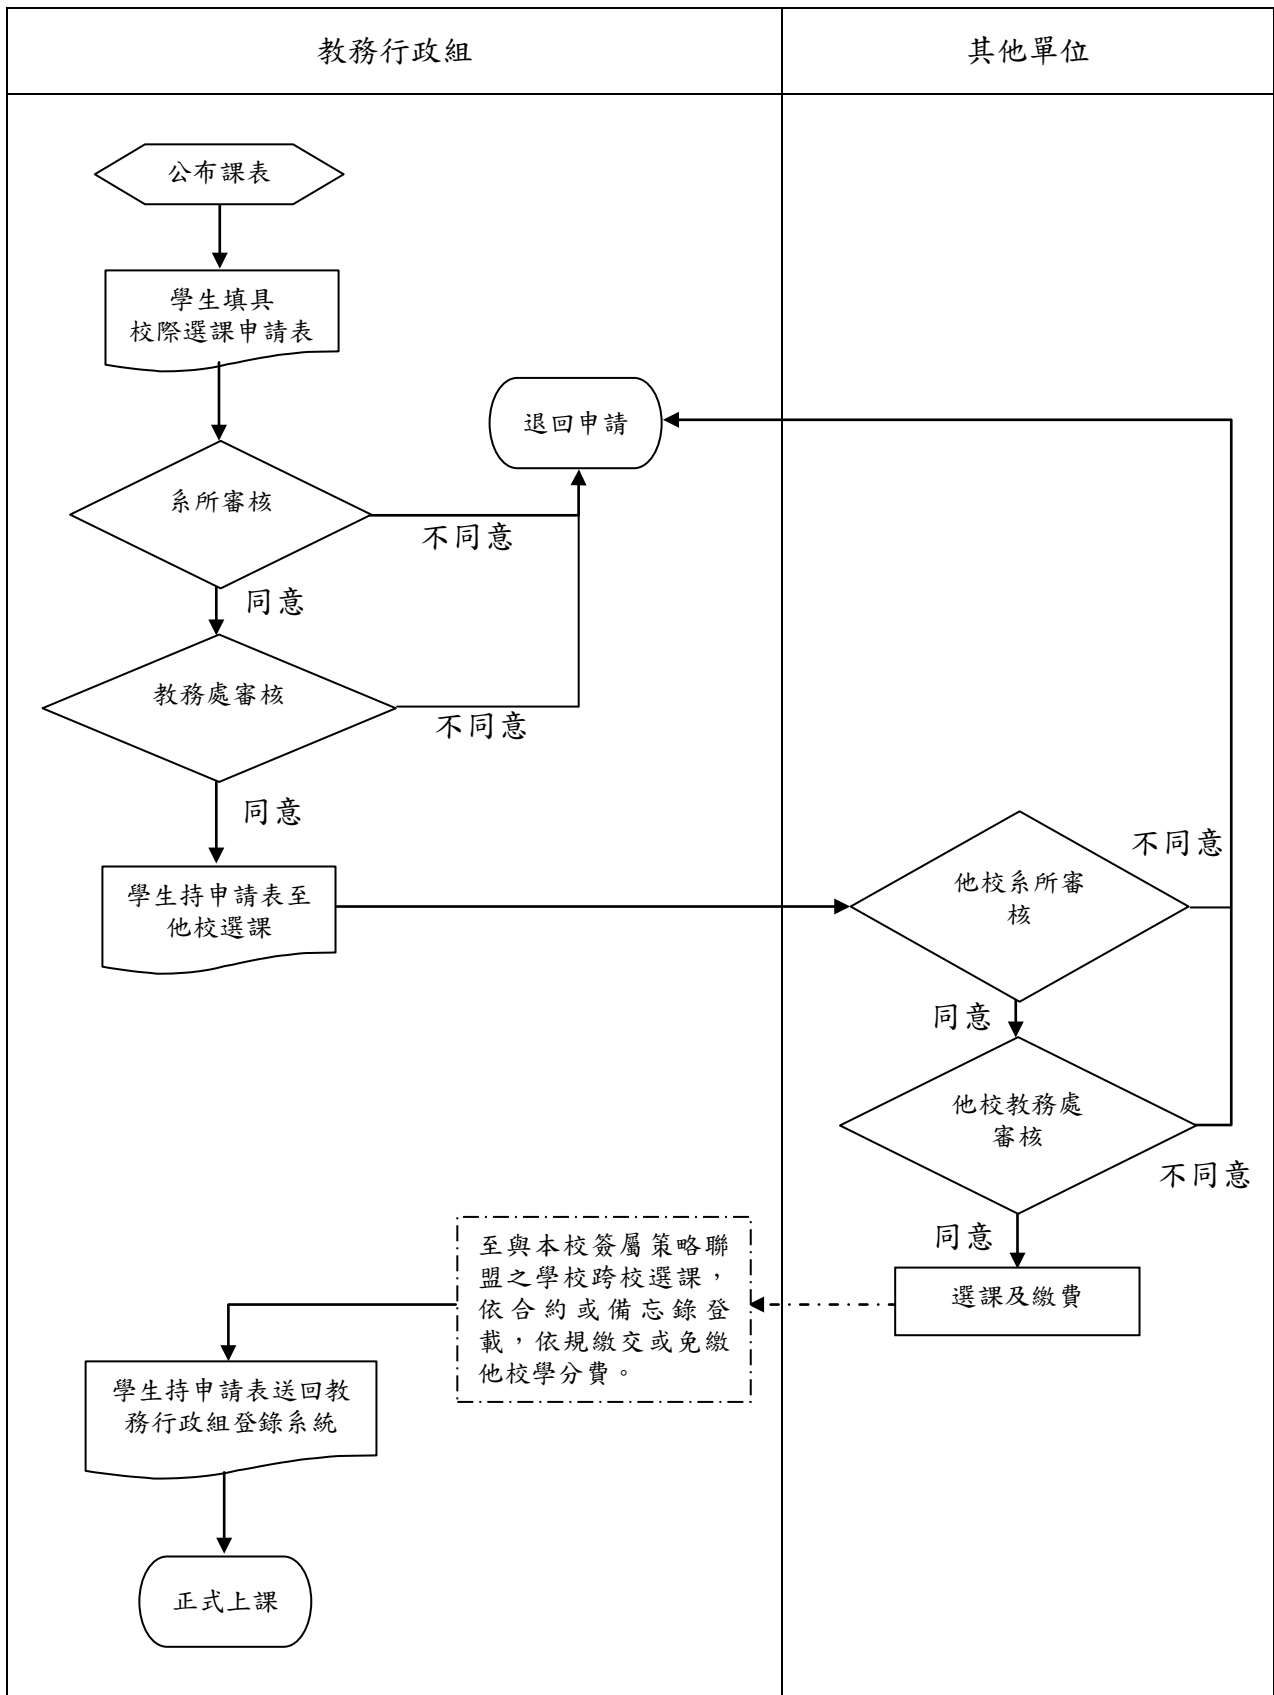 教務行政組
其他單位
公布課表
學生填具
校際選課申請表
退回申請
系所審核
不同意
同意
教務處審核
不同意
同意
學生持申請表至
他校選課
他校系所審
核
不同意
同意
他校教務處
審核
不同意
同意
選課及繳費
至與本校簽屬策略聯
盟之學校跨校選課，
依合約或備忘錄登
載，依規繳交或免繳
他校學分費。
學生持申請表送回教
務行政組登錄系統
正式上課